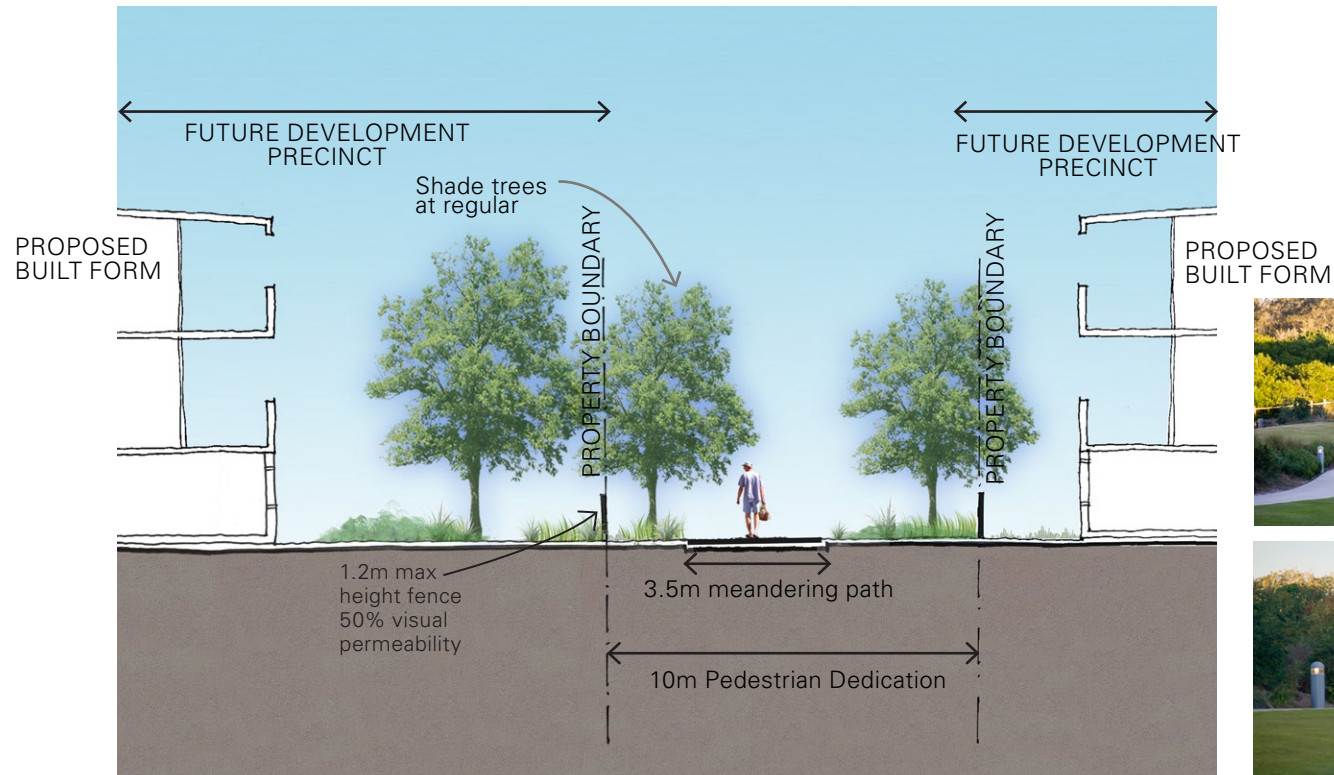 FUTURE DEVELOPMENT
PRECINCT
FUTURE DEVELOPMENT
PRECINCT
Shade trees
at regular
PROPERTY BOUNDARY
PROPERTY BOUNDARY
PROPOSED
BUILT FORM
PROPOSED
BUILT FORM
1.2m max
height fence
50% visual
permeability
3.5m meandering path
10m Pedestrian Dedication